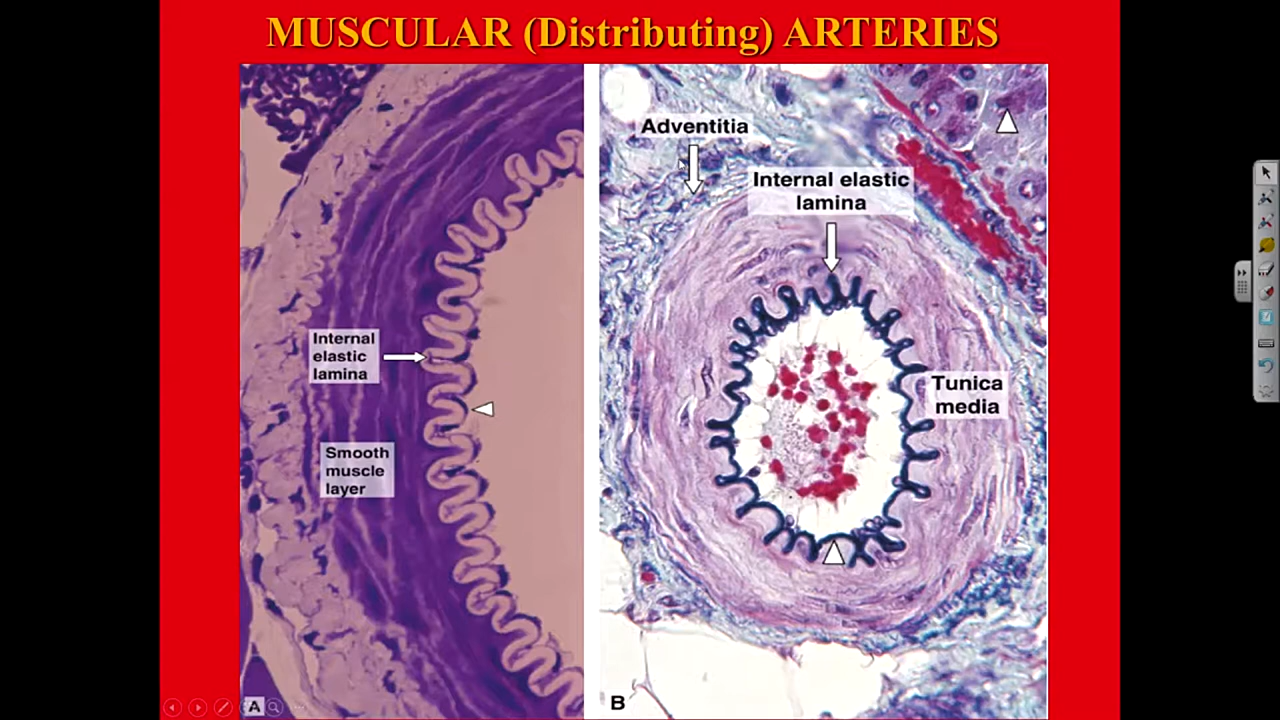 MUSCULAR (Distributing) ARTERIES
Internal
elastic
lamina
Smooth
muscle
layer
A
Adventitia
Internal elastic
lamina
Tunica
media
B